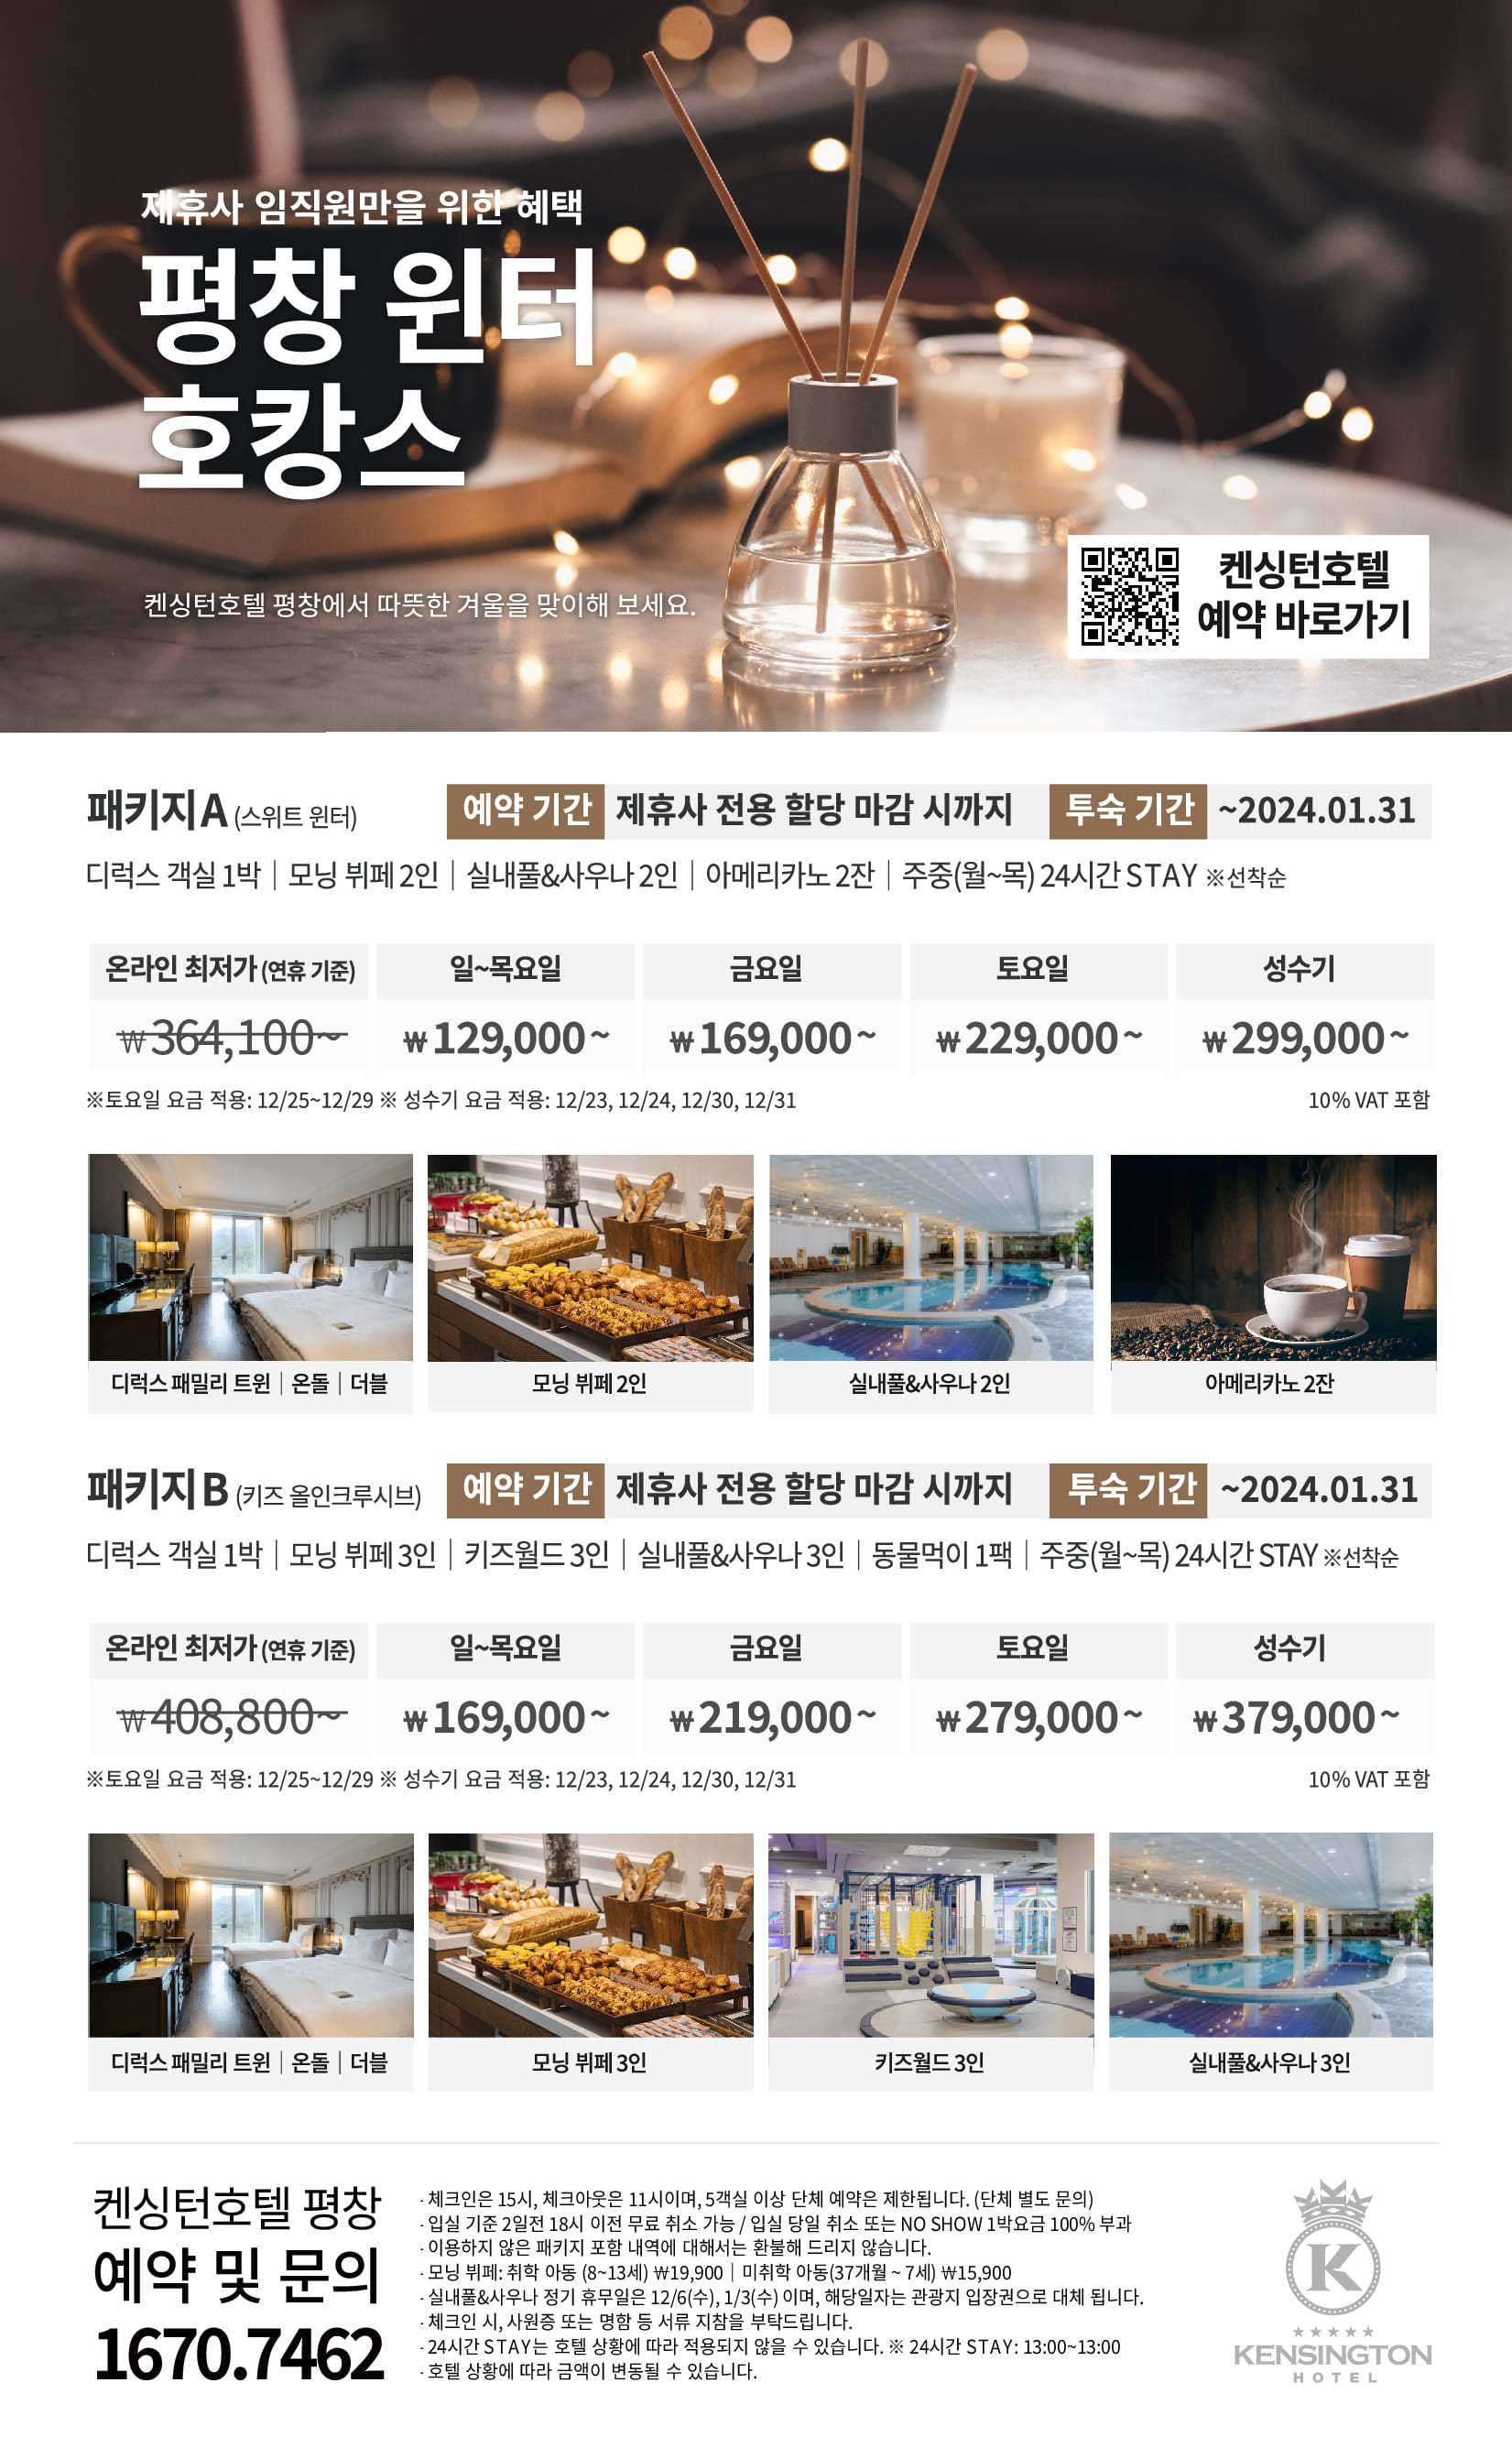 제휴사 임직원만을 위한 혜택
평창 윈터
호캉스
켄싱턴호텔 평창에서 따뜻한 겨울을 맞이해 보세요.
켄싱턴호텔
예약 바로가기
패키지 A (스위트 윈터) 예약 기간 제휴사 전용 할당 마감 시까지 투숙 기간 ~2024.01.31
디럭스 객실 1박 | 모닝 뷔페 2인 | 실내풀&사우나 2인 | 아메리카노 2잔 | 주중(월~목) 24시간 STAY ※선착순
온라인 최저가 (연휴 기준) 일~목요일 금요일 토요일 성수기
₩364,100~ ₩129,000~ ₩169,000~ ₩229,000~ ₩299,000~
※토요일 요금 적용: 12/25~12/29 ※ 성수기 요금 적용: 12/23, 12/24, 12/30, 12/31 10% VAT 포함
디럭스 패밀리 트윈 | 온돌 | 더블 모닝 뷔페 2인 실내풀&사우나 2인 아메리카노 2잔
패키지 B (키즈 올인크루시브) 예약 기간 제휴사 전용 할당 마감 시까지 투숙 기간 ~2024.01.31
디럭스 객실 1박 | 모닝 뷔페 3인 | 키즈월드 3인 | 실내풀&사우나 3인 | 동물먹이 1팩 | 주중(월~목) 24시간 STAY ※선착순
온라인 최저가 (연휴 기준) 일~목요일 금요일 토요일 성수기
₩408,800~ ₩169,000~ ₩219,000~ ₩279,000~ ₩379,000~
※토요일 요금 적용: 12/25~12/29 ※ 성수기 요금 적용: 12/23, 12/24, 12/30, 12/31 10% VAT 포함
디럭스 패밀리 트윈 | 온돌 | 더블 모닝 뷔페 3인 키즈월드 3인 실내풀&사우나 3인
켄싱턴호텔 평창
예약 및 문의
1670.7462
· 체크인은 15시, 체크아웃은 11시이며, 5객실 이상 단체 예약은 제한됩니다. (단체 별도 문의)
· 입실 기준 2일전 18시 이전 무료 취소 가능 / 입실 당일 취소 또는 NO SHOW 1박요금 100% 부과
· 이용하지 않은 패키지 포함 내역에 대해서는 환불해 드리지 않습니다.
· 모닝 뷔페: 취학 아동 (8~13세) ₩19,900 | 미취학 아동(37개월 ~ 7세) ₩15,900
· 실내풀&사우나 정기 휴무일은 12/6(수), 1/3(수) 이며, 해당일자는 관광지 입장권으로 대체 됩니다.
· 체크인 시, 사원증 또는 명함 등 서류 지참을 부탁드립니다.
· 24시간 STAY는 호텔 상황에 따라 적용되지 않을 수 있습니다. ※ 24시간 STAY: 13:00~13:00
· 호텔 상황에 따라 금액이 변동될 수 있습니다.
K
KENSINGTON
HOTEL